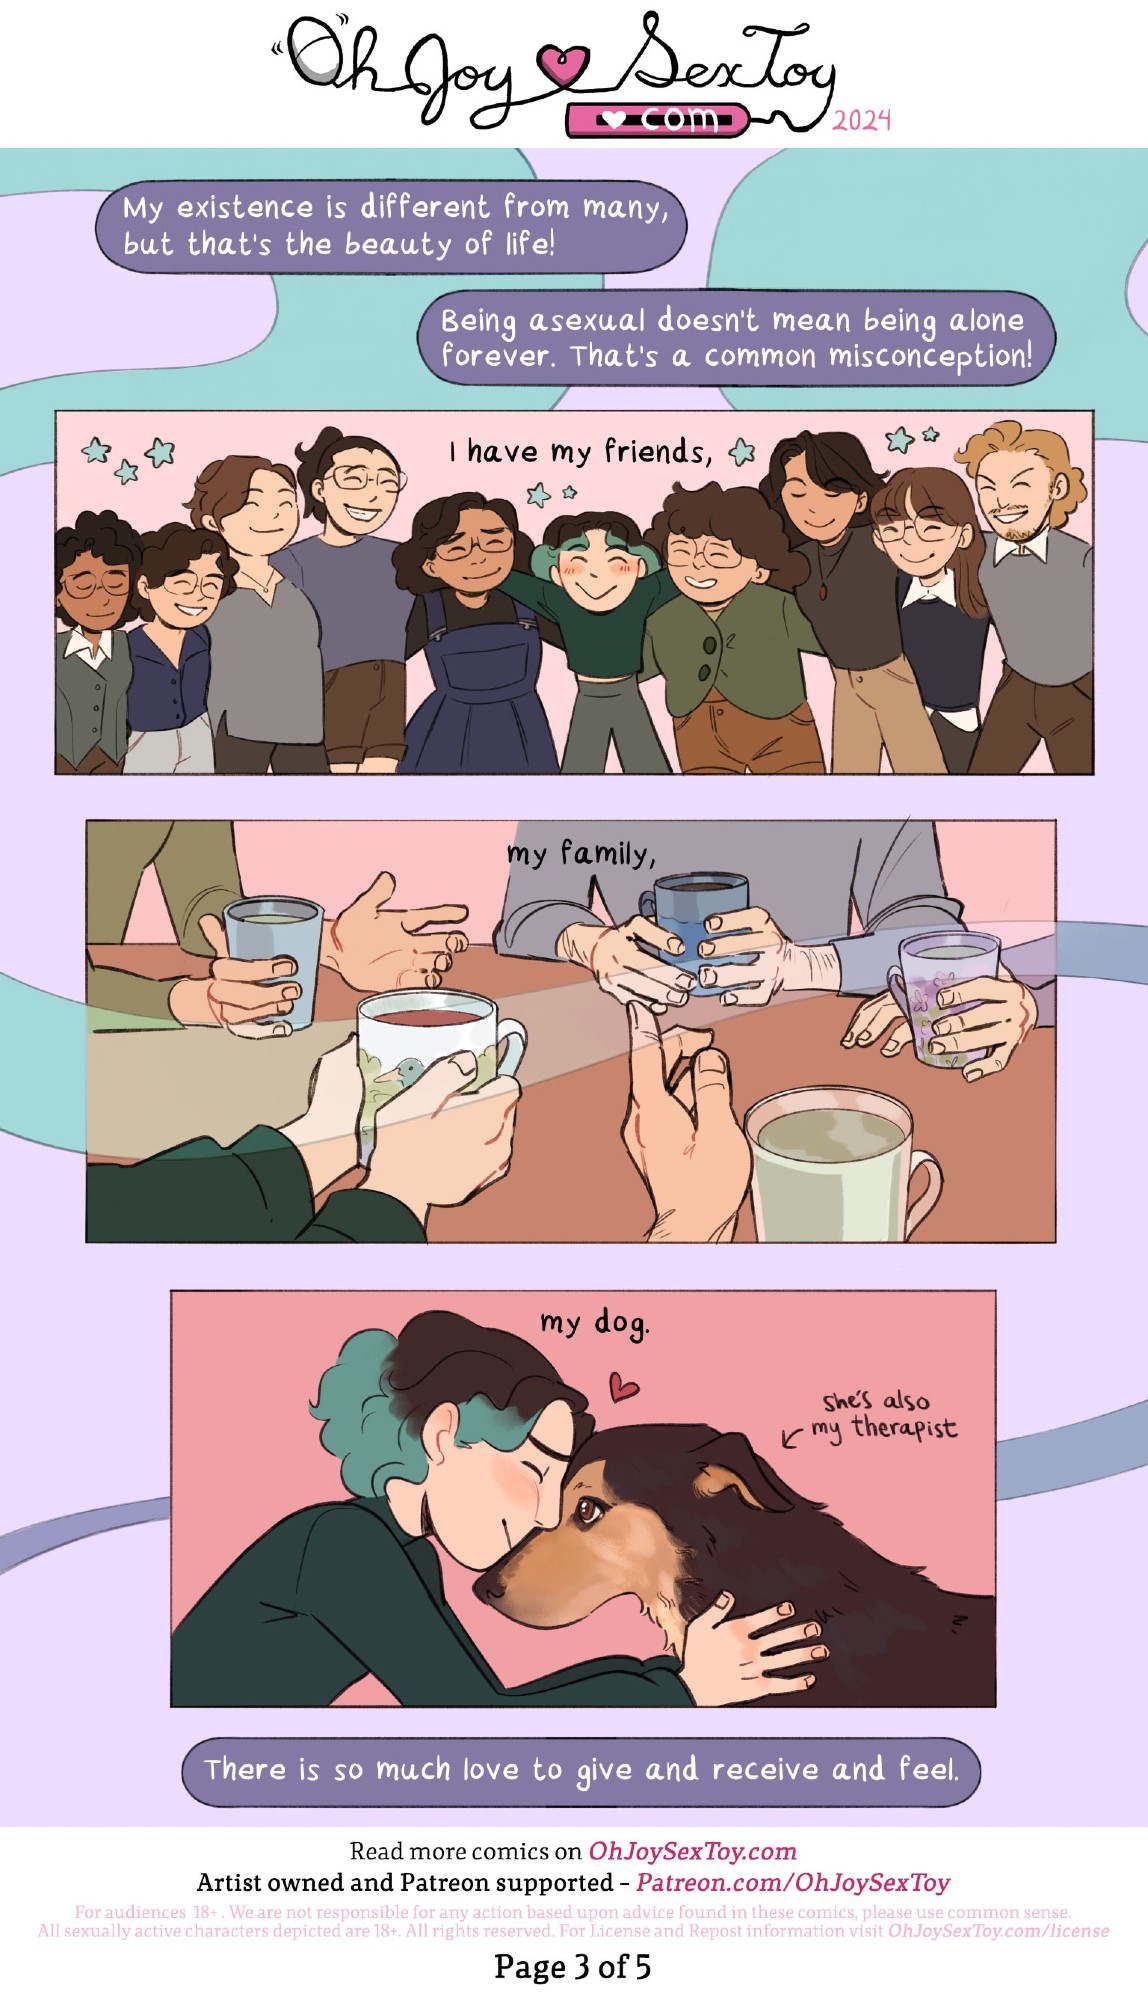 Oh Joy Sex Toy
com
2024
My existence is different from many,
but that's the beauty of life!
Being asexual doesn't mean being alone
forever. That's a common misconception!
I have my friends,
my family,
my dog.
she's also
my therapist
There is so much love to give and receive and feel.
Read more comics on OhJoySexToy.com
Artist owned and Patreon supported - Patreon.com/OhJoySexToy
For audiences 18+. We are not responsible for any action based upon advice found in these comics, please use common sense.
All sexually active characters depicted are 18+. All rights reserved. For License and Repost information visit OhJoySexToy.com/license
Page 3 of 5